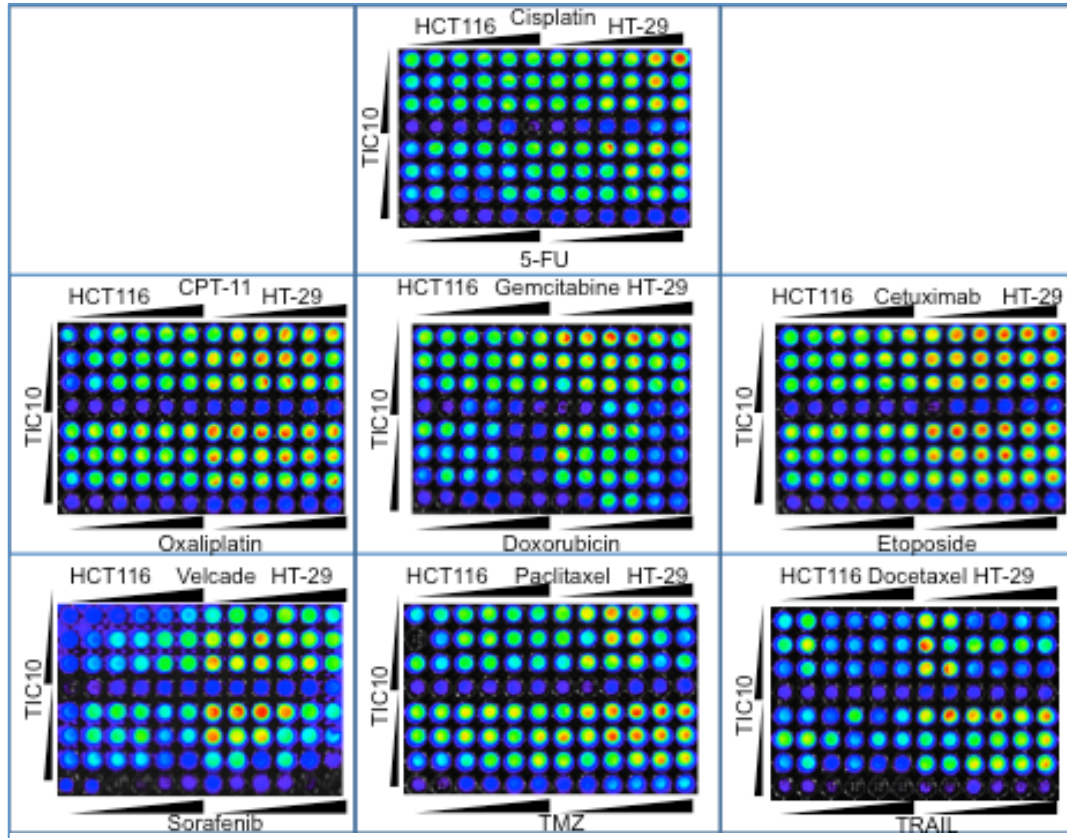 Cisplatin
HCT116 HT-29
TIC10
5-FU
HCT116 CPT-11 HT-29
TIC10
Oxaliplatin
HCT116 Gemcitabine HT-29
TIC10
Doxorubicin
HCT116 Cetuximab HT-29
TIC10
Etoposide
HCT116 Velcade HT-29
TIC10
Sorafenib
HCT116 Paclitaxel HT-29
TIC10
TMZ
HCT116 Docetaxel HT-29
TIC10
TRAIL